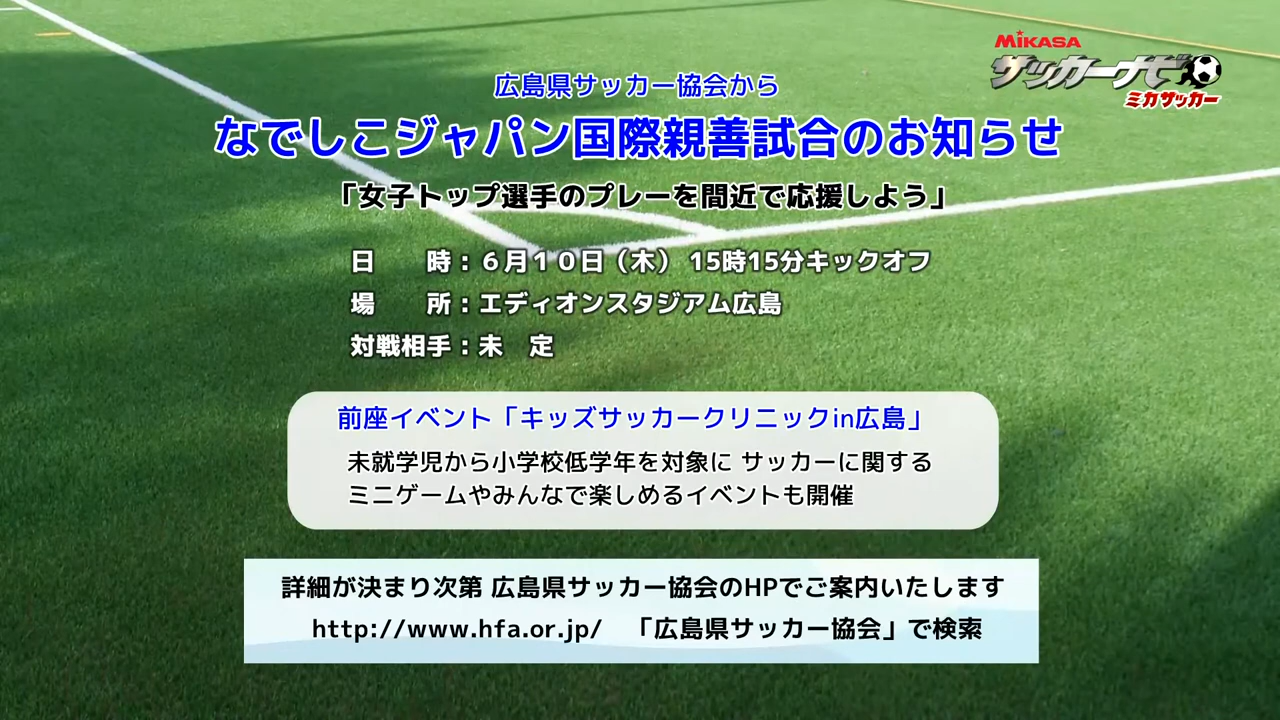 MIKASA
サッカーナビ
ミカサッカー
広島県サッカー協会から
なでしこジャパン国際親善試合のお知らせ
「女子トップ選手のプレーを間近で応援しよう」
日　　時：６月１０日（木） 15時15分キックオフ
場　　所：エディオンスタジアム広島
対戦相手：未　定
前座イベント「キッズサッカークリニックin広島」
未就学児から小学校低学年を対象に サッカーに関する
ミニゲームやみんなで楽しめるイベントも開催
詳細が決まり次第 広島県サッカー協会のHPでご案内いたします
http://www.hfa.or.jp/　「広島県サッカー協会」で検索